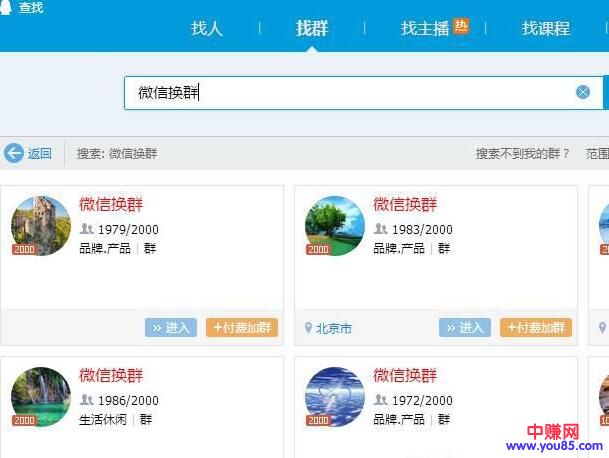 查找
找人 找群 找主播 热 找课程
微信换群
返回 搜索: 微信换群 搜索不到我的群？ 范围
微信换群
1979/2000
品牌.产品 | 群
2000
进入 +付费加群
微信换群
1983/2000
品牌.产品 | 群
2000
北京市 进入 +付费加群
微信换群
1986/2000
生活休闲 | 群
2000
微信换群
1972/2000
品牌.产品 | 群
2000
中赚网
www.you85.com